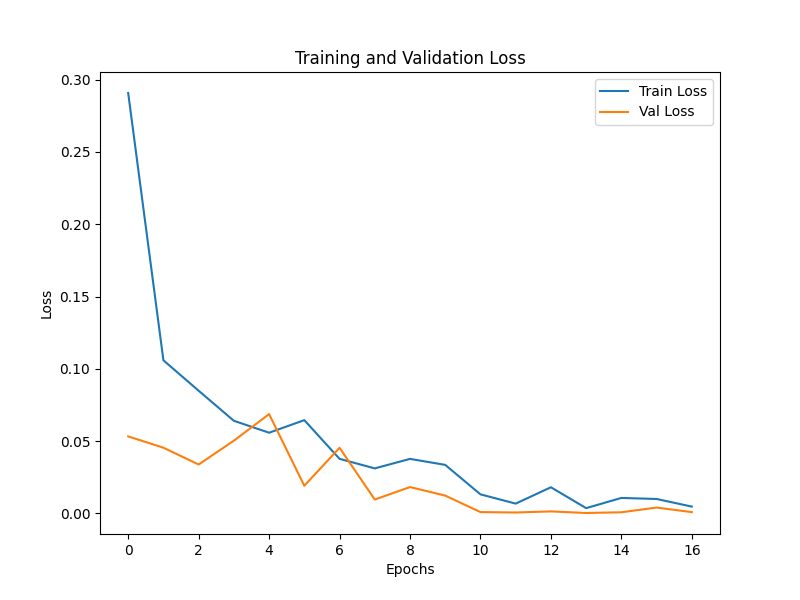 Training and Validation Loss
Train Loss
Val Loss
0.30
0.25
0.20
0.15
0.10
0.05
0.00
Loss
0 2 4 6 8 10 12 14 16
Epochs